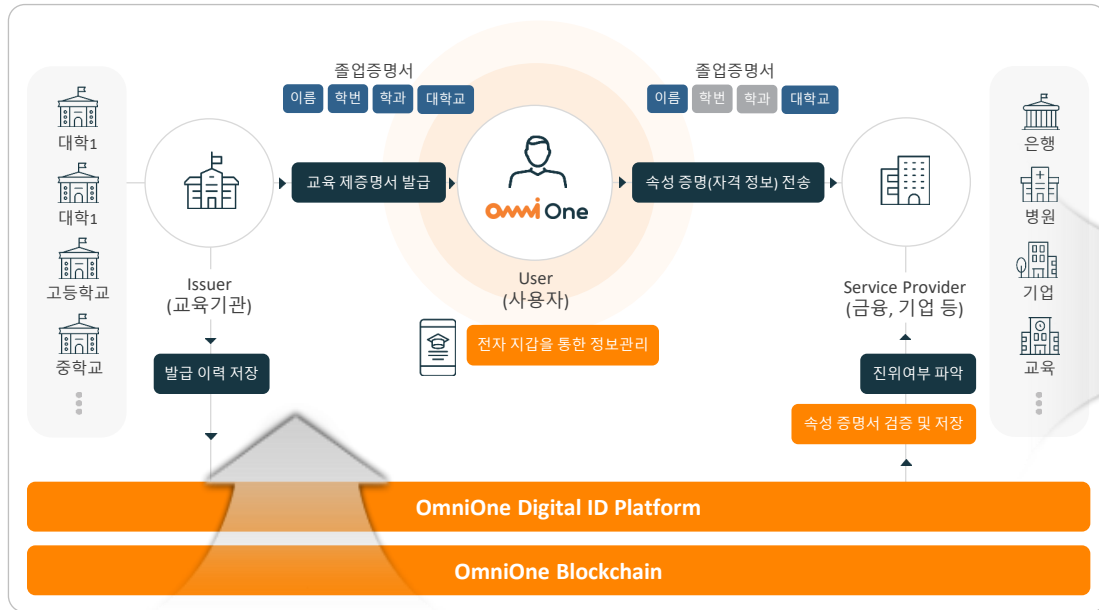 졸업증명서
이름 학번 학과 대학교
졸업증명서
이름 학번 학과 대학교
대학1
대학1
고등학교
중학교
교육 제증명서 발급
Omni One
속성 증명(자격 정보) 전송
은행
병원
기업
교육
Issuer
(교육기관)
User
(사용자)
Service Provider
(금융, 기업 등)
전자 지갑을 통한 정보관리
발급 이력 저장
진위여부 파악
속성 증명서 검증 및 저장
OmniOne Digital ID Platform
OmniOne Blockchain